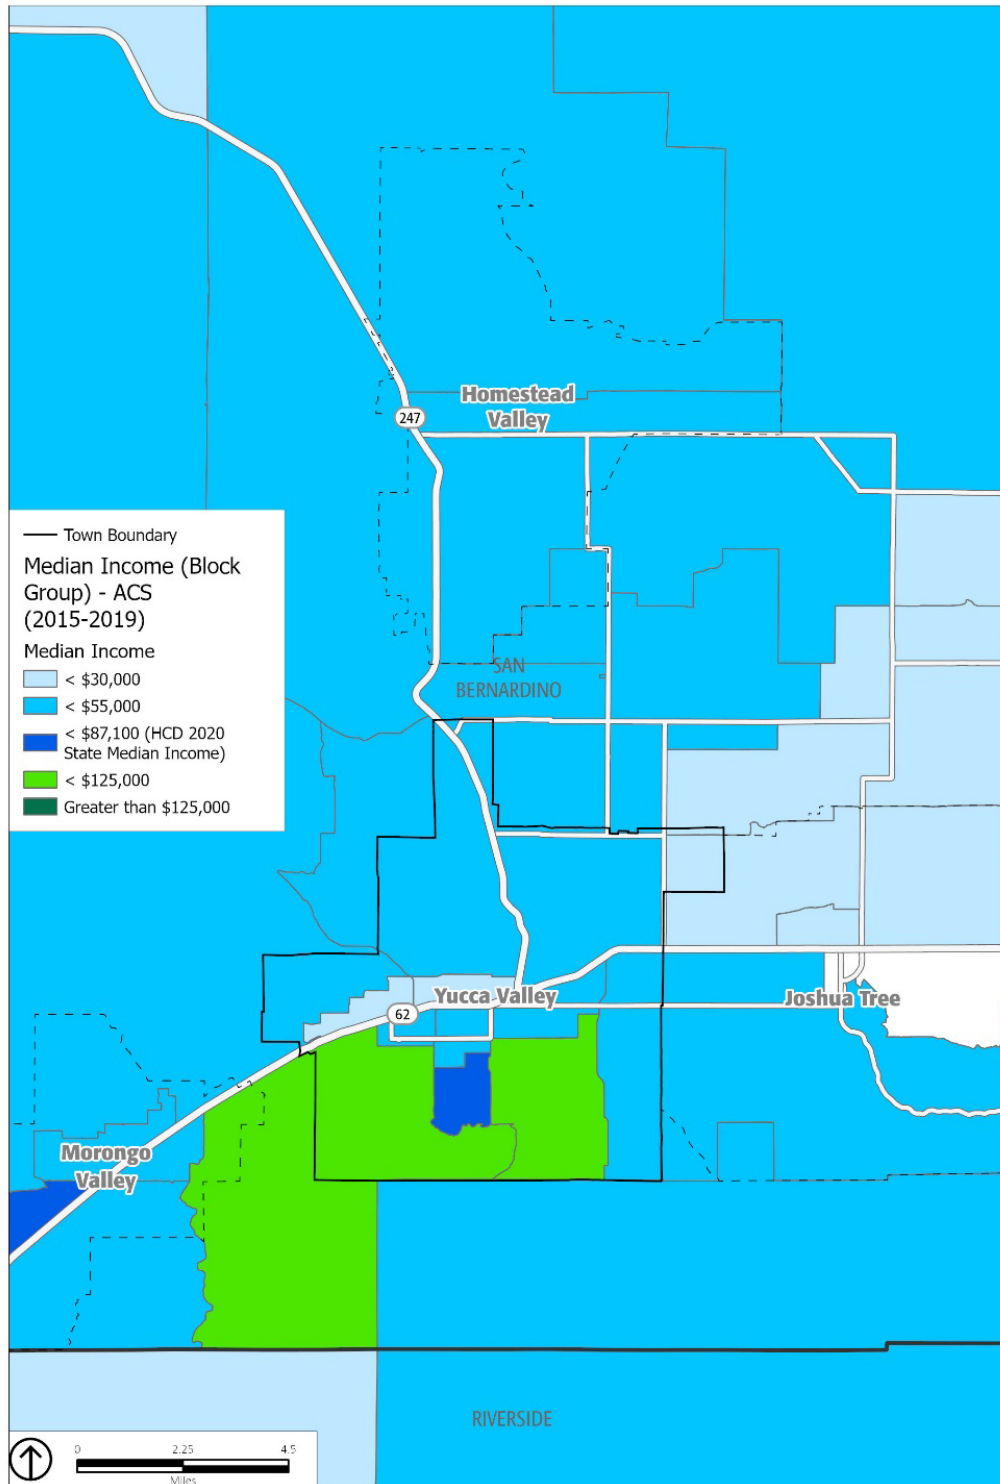 Homestead
Valley
247
Town Boundary
Median Income (Block
Group) - ACS
(2015-2019)
Median Income
< $30,000
< $55,000
< $87,100 (HCD 2020
State Median Income)
< $125,000
Greater than $125,000
SAN
BERNARDINO
Yucca Valley
Joshua Tree
62
Morongo
Valley
RIVERSIDE
0 2.25 4.5
Miles